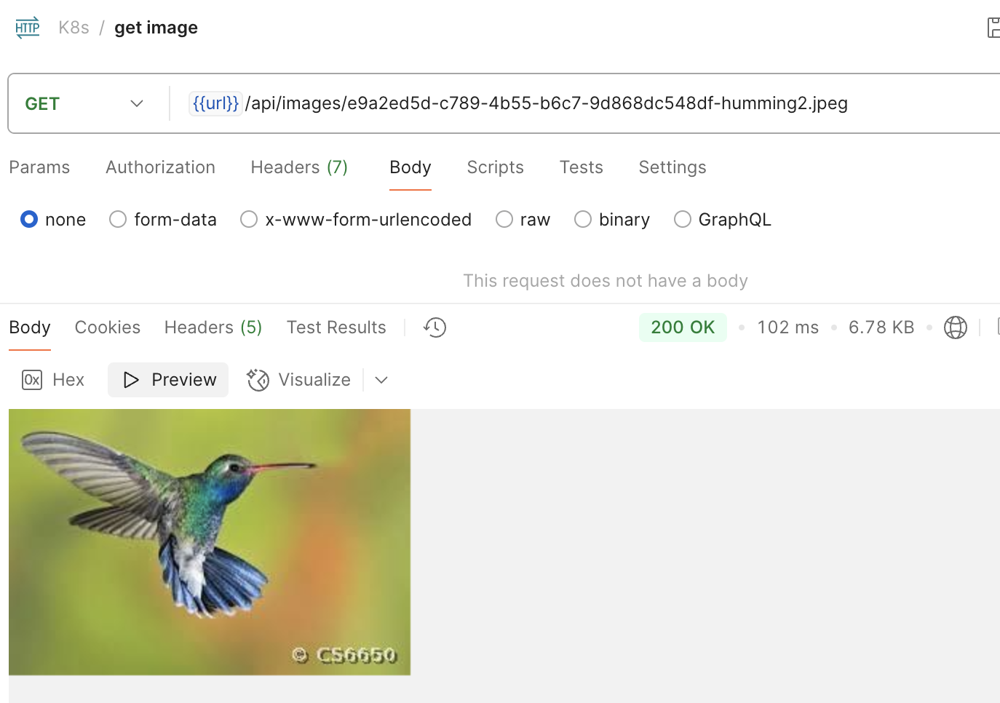 HTTP K8s / get image
GET {{url}}/api/images/e9a2ed5d-c789-4b55-b6c7-9d868dc548df-humming2.jpeg
Params Authorization Headers (7) Body Scripts Tests Settings
none form-data x-www-form-urlencoded raw binary GraphQL
This request does not have a body
Body Cookies Headers (5) Test Results 200 OK • 102 ms • 6.78 KB •
0x Hex Preview Visualize
© CS6650